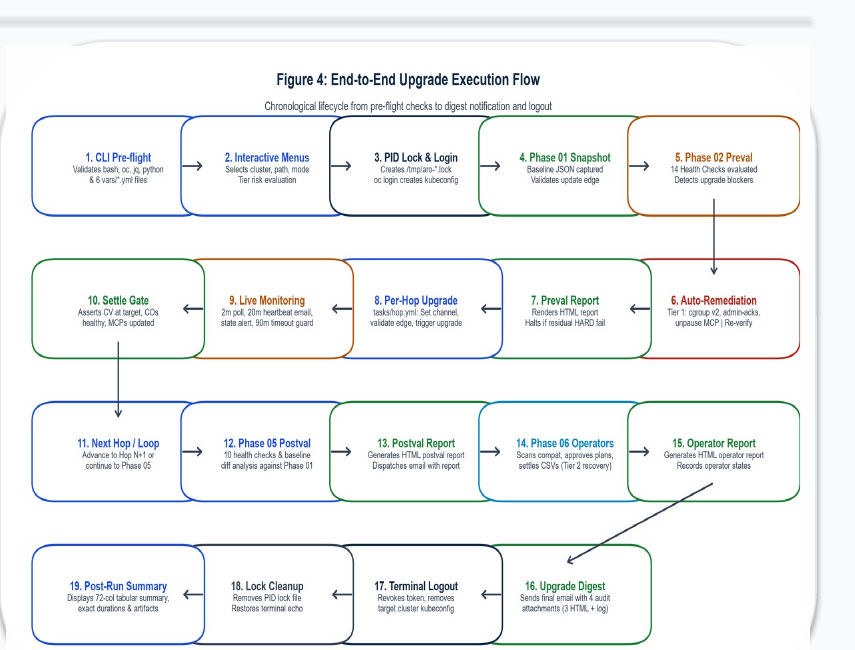 Figure 4: End-to-End Upgrade Execution Flow
Chronological lifecycle from pre-flight checks to digest notification and logout
1. CLI Pre-flight
Validates bash, oc, jq, python
& 6 vars/*.yml files
2. Interactive Menus
Selects cluster, path, mode
Tier risk evaluation
3. PID Lock & Login
Creates /tmp/aro-*.lock
oc login creates kubeconfig
4. Phase 01 Snapshot
Baseline JSON captured
Validates update edge
5. Phase 02 Preval
14 Health Checks evaluated
Detects upgrade blockers
6. Auto-Remediation
Tier 1: cgroup v2, admin-acks,
unpause MCP | Re-verify
7. Preval Report
Renders HTML report
Halts if residual HARD fail
8. Per-Hop Upgrade
tasks/hop.yml: Set channel,
validate edge, trigger upgrade
9. Live Monitoring
2m poll, 20m heartbeat email,
state alert, 90m timeout guard
10. Settle Gate
Asserts CV at target, COs
healthy, MCPs updated
11. Next Hop / Loop
Advance to Hop N+1 or
continue to Phase 05
12. Phase 05 Postval
10 health checks & baseline
diff analysis against Phase 01
13. Postval Report
Generates HTML postval report
Dispatches email with report
14. Phase 06 Operators
Scans compat, approves plans,
settles CSVs (Tier 2 recovery)
15. Operator Report
Generates HTML operator report
Records operator states
16. Upgrade Digest
Sends final email with 4 audit
attachments (3 HTML + log)
17. Terminal Logout
Revokes token, removes
target cluster kubeconfig
18. Lock Cleanup
Removes PID lock file
Restores terminal echo
19. Post-Run Summary
Displays 72-col tabular summary,
exact durations & artifacts